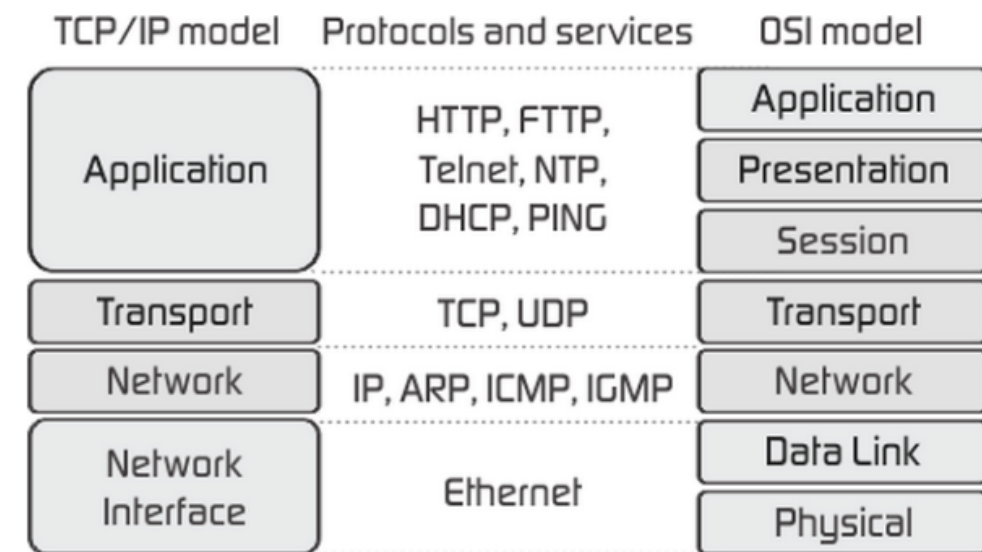 TCP/IP model Protocols and services OSI model
Application
HTTP, FTTP,
Telnet, NTP,
DHCP, PING
Application
Presentation
Session
Transport
TCP, UDP
Transport
Network
IP, ARP, ICMP, IGMP
Network
Network
Interface
Ethernet
Data Link
Physical